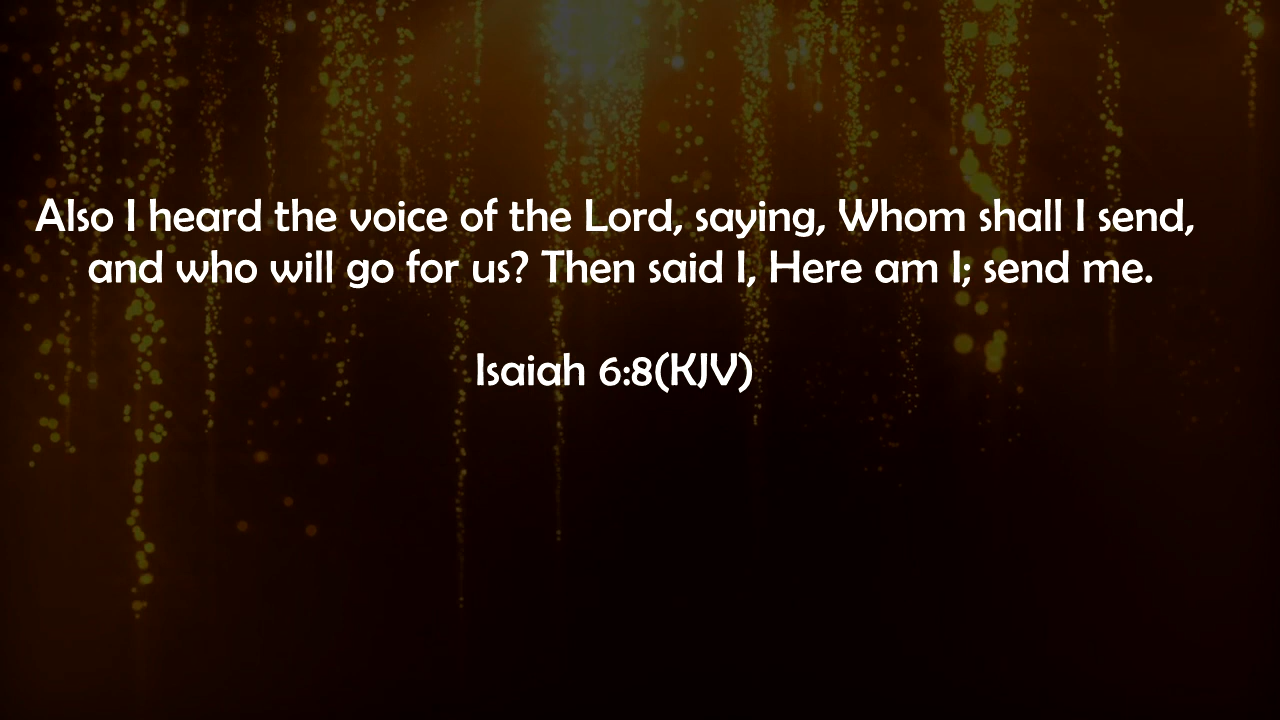 Also I heard the voice of the Lord, saying, Whom shall I send,
and who will go for us? Then said I, Here am I; send me.
Isaiah 6:8(KJV)